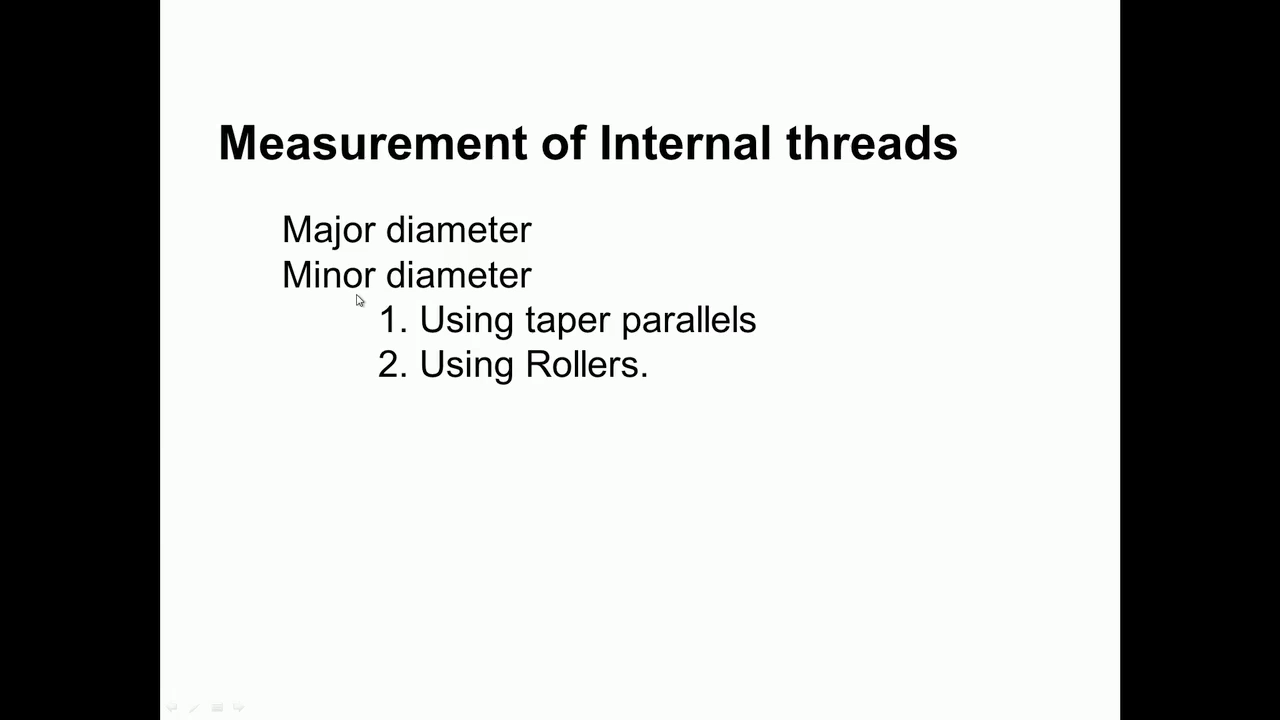 Measurement of Internal threads
Major diameter
Minor diameter
1. Using taper parallels
2. Using Rollers.